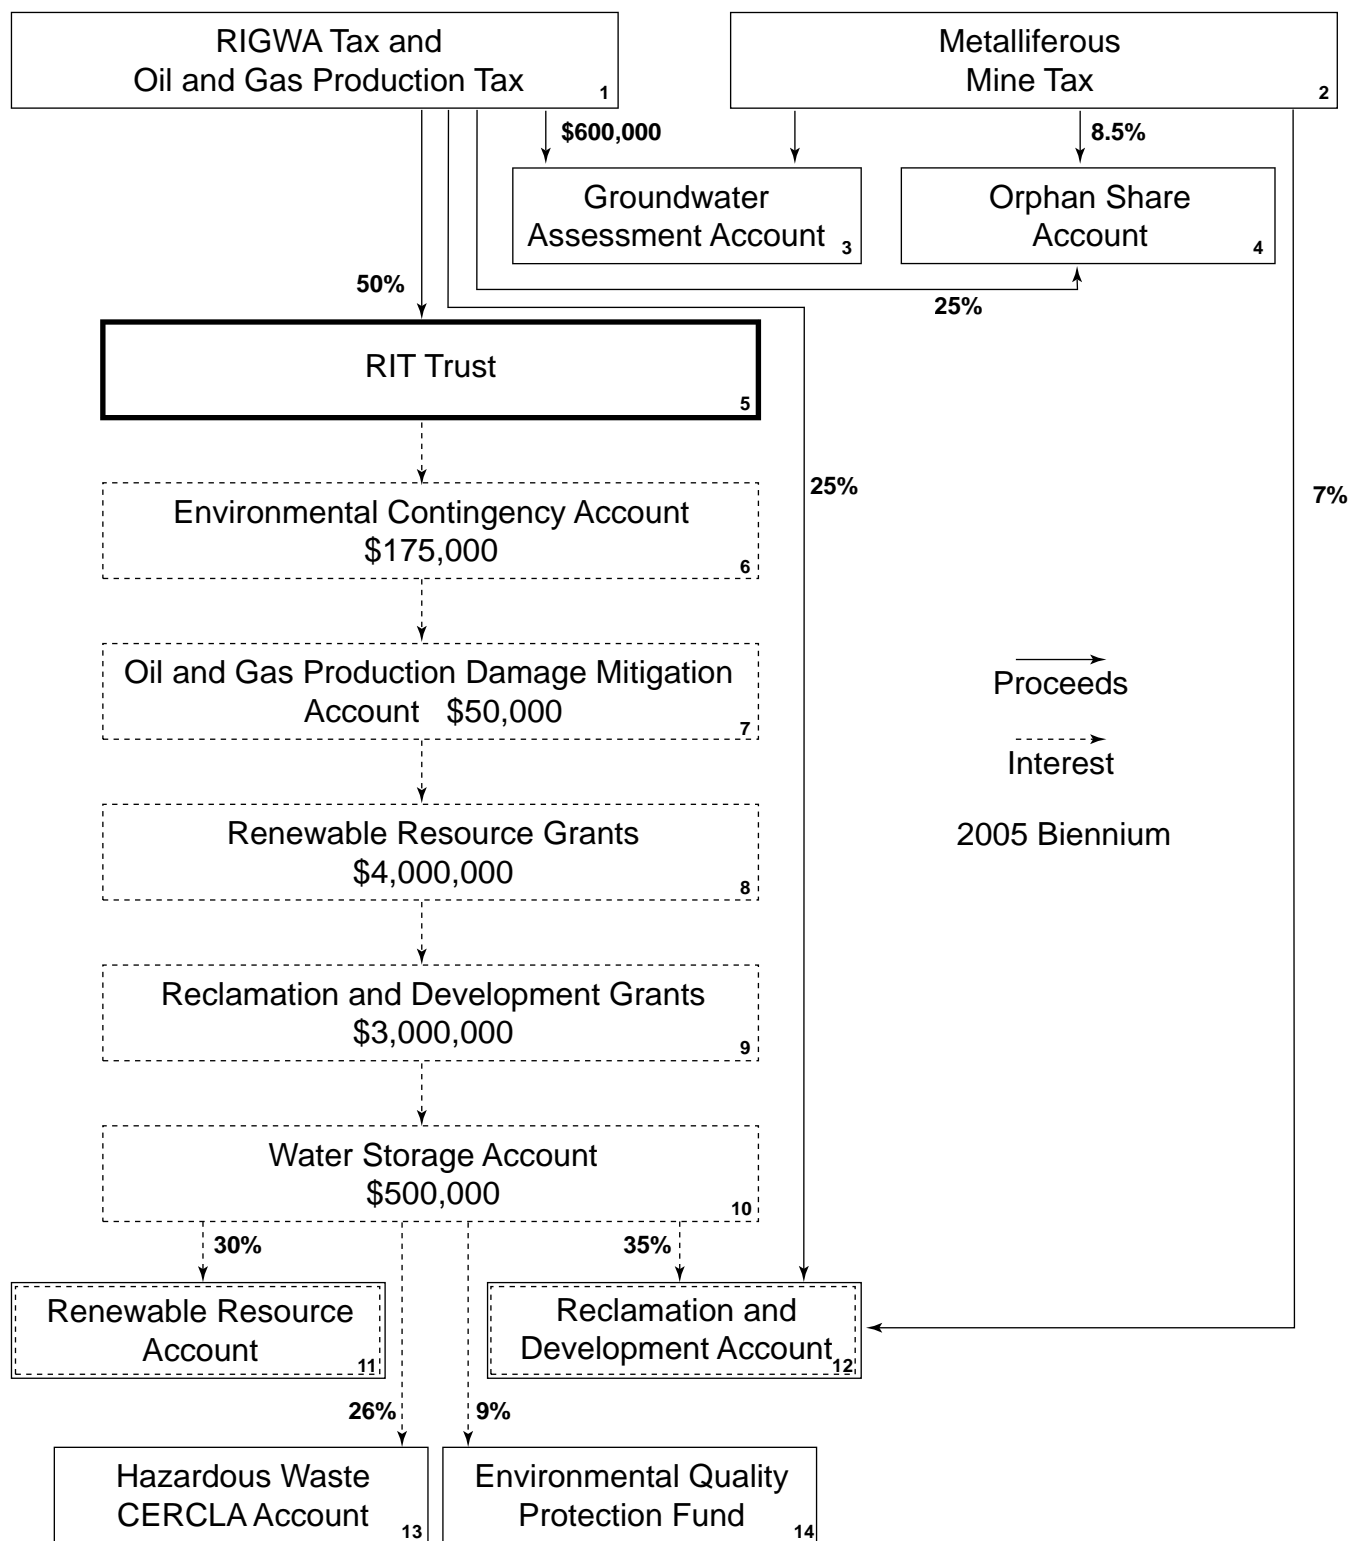 RIGWA Tax and
Oil and Gas Production Tax
1
Metalliferous
Mine Tax
2
$600,000
8.5%
Groundwater
Assessment Account
3
Orphan Share
Account
4
50%
25%
RIT Trust
5
25%
7%
Environmental Contingency Account
$175,000
6
Oil and Gas Production Damage Mitigation
Account $50,000
7
Proceeds
Interest
2005 Biennium
Renewable Resource Grants
$4,000,000
8
Reclamation and Development Grants
$3,000,000
9
Water Storage Account
$500,000
10
30%
35%
Renewable Resource
Account
11
Reclamation and
Development Account
12
26%
9%
Hazardous Waste
CERCLA Account
13
Environmental Quality
Protection Fund
14